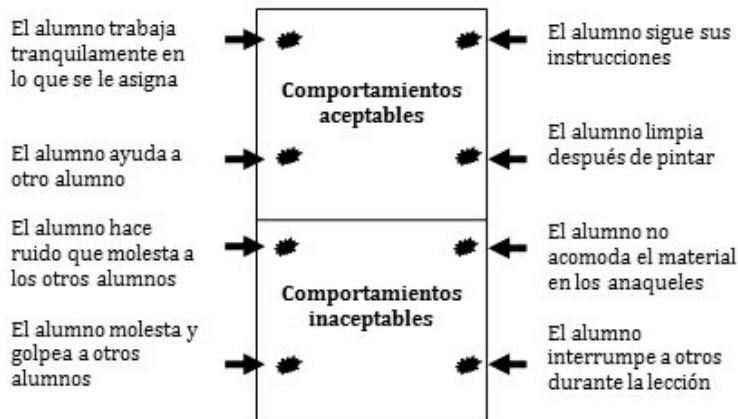 El alumno trabaja
tranquilamente en
lo que se le asigna
El alumno ayuda a
otro alumno
El alumno hace
ruido que molesta a
los otros alumnos
El alumno molesta y
golpea a otros
alumnos
Comportamientos
aceptables
Comportamientos
inaceptables
El alumno sigue sus
instrucciones
El alumno limpia
después de pintar
El alumno no
acomoda el material
en los anaqueles
El alumno
interrumpe a otros
durante la lección